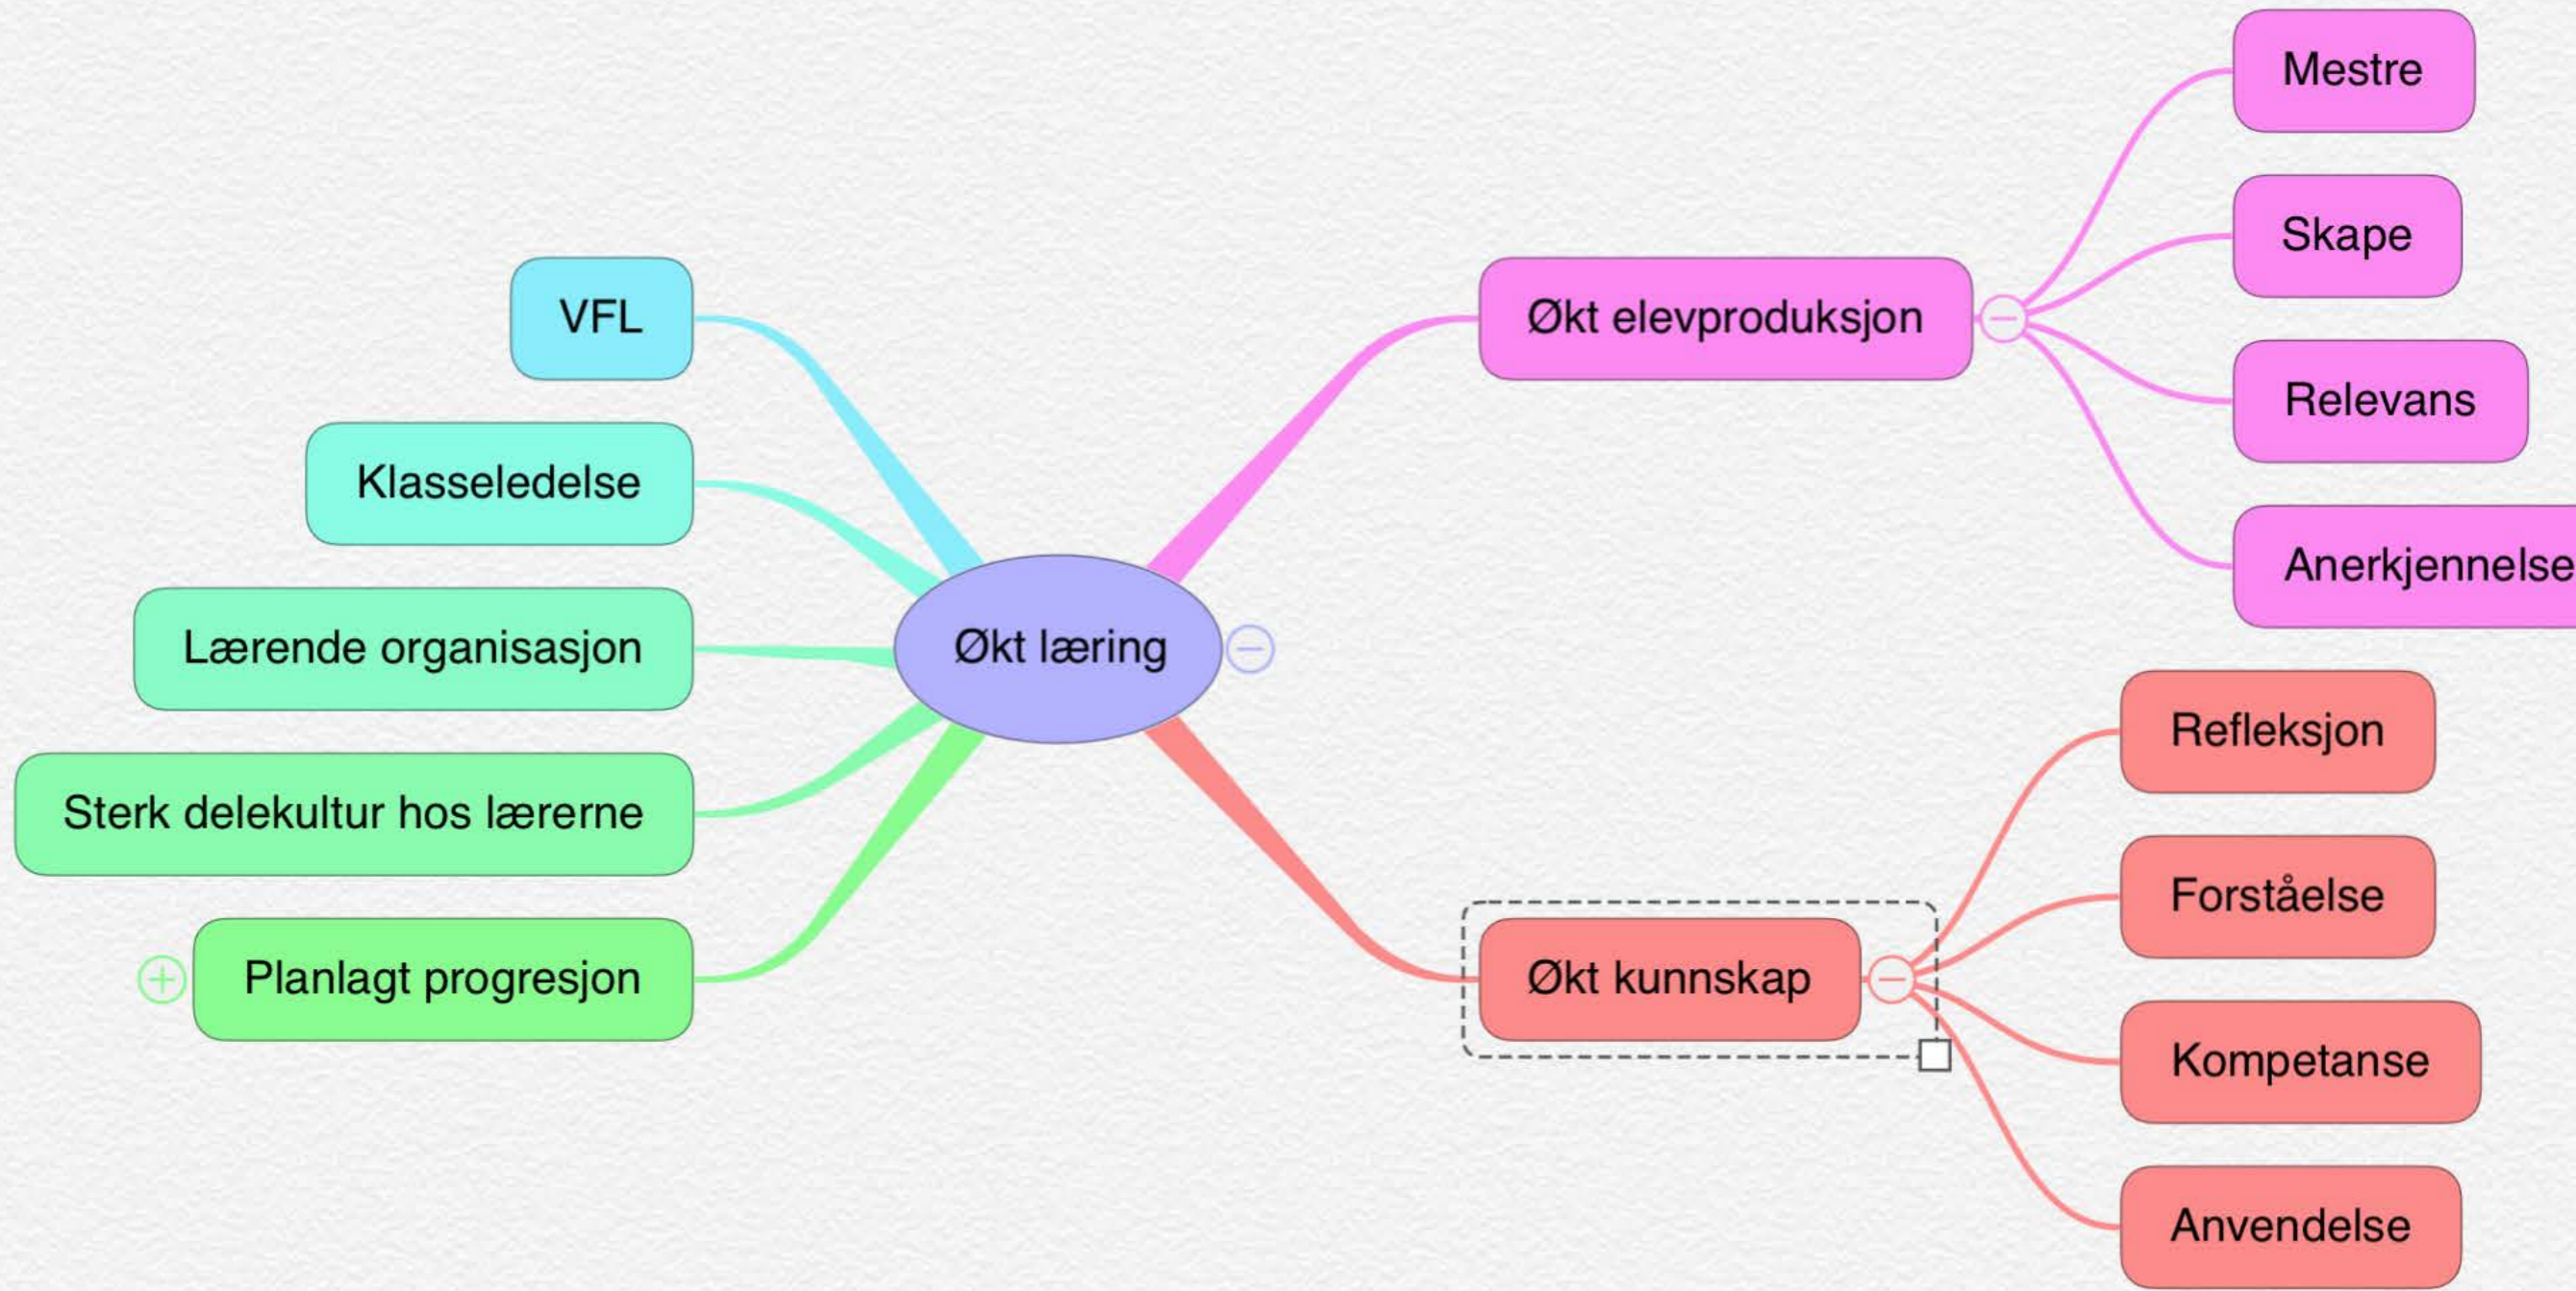 VFL
Klasseledelse
Lærende organisasjon
Sterk delekultur hos lærerne
Planlagt progresjon
Økt læring
Økt elevproduksjon
Mestre
Skape
Relevans
Anerkjennelse
Økt kunnskap
Refleksjon
Forståelse
Kompetanse
Anvendelse